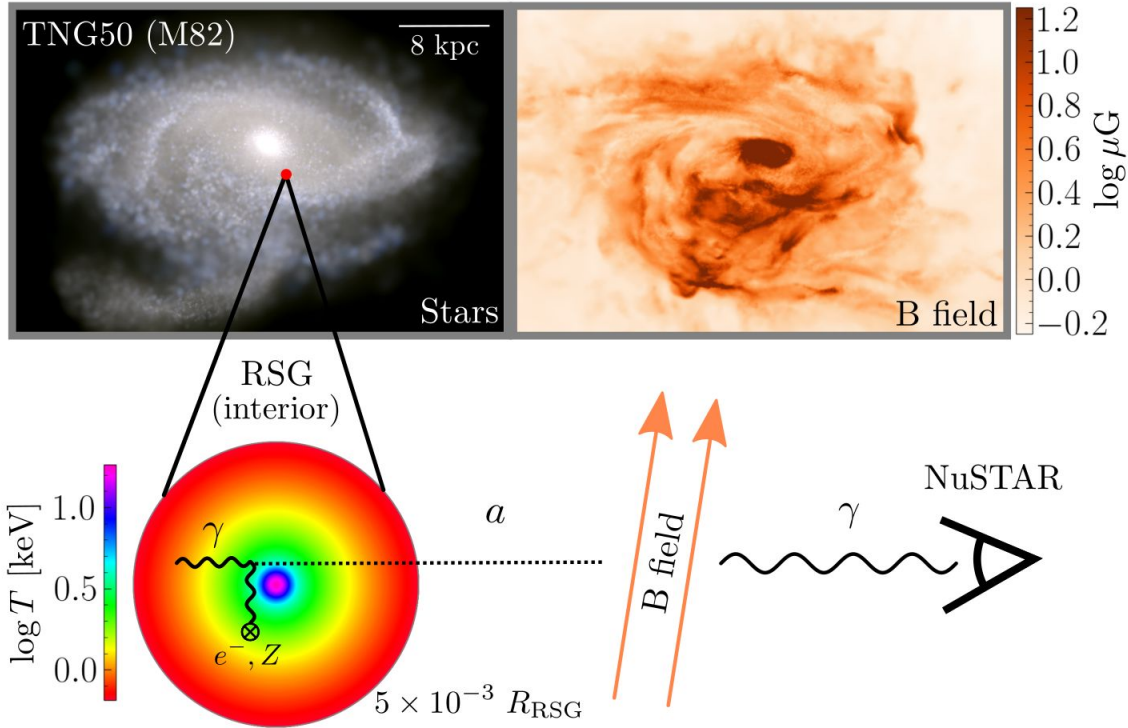 TNG50 (M82)
8 kpc
Stars
B field
1.2
1.0
0.8
0.6
0.4
0.2
0.0
−0.2
log μG
RSG
(interior)
log T [keV]
1.0
0.5
0.0
γ
e⁻, Z
5 × 10⁻³ R_RSG
a
B field
γ
NuSTAR